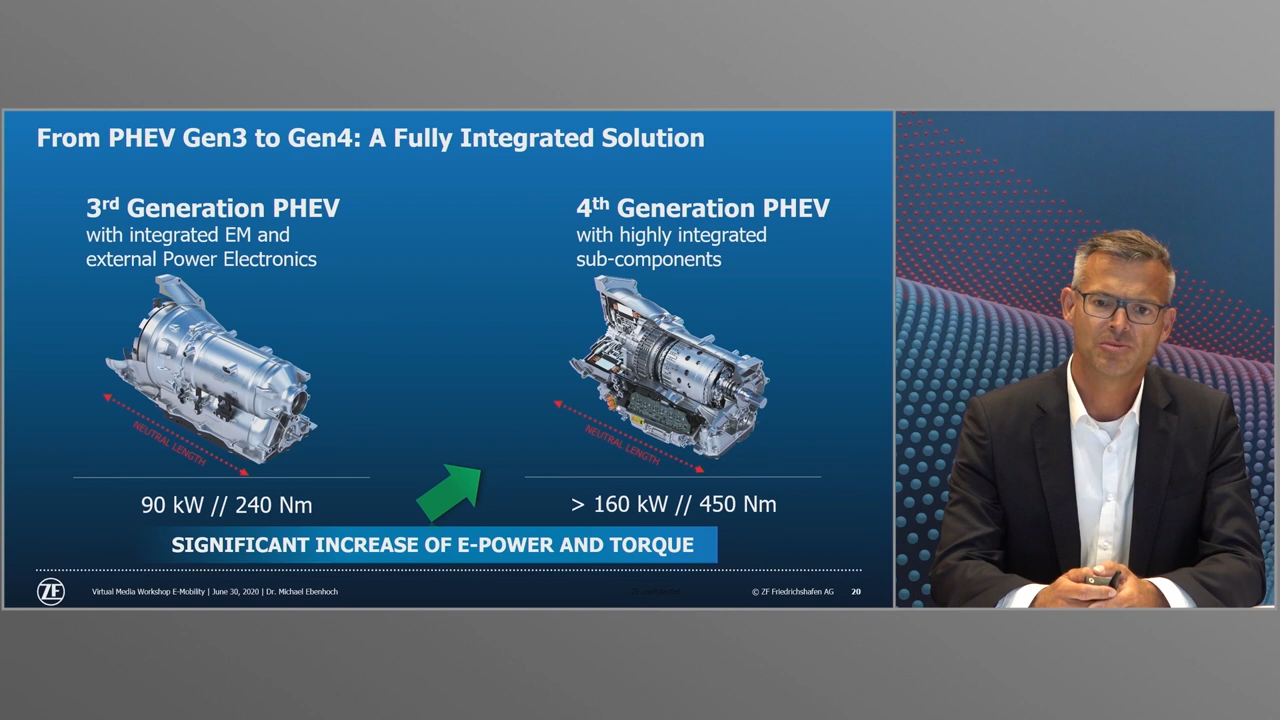 From PHEV Gen3 to Gen4: A Fully Integrated Solution
3rd Generation PHEV
with integrated EM and
external Power Electronics
NEUTRAL LENGTH
90 kW // 240 Nm
4th Generation PHEV
with highly integrated
sub-components
NEUTRAL LENGTH
> 160 kW // 450 Nm
SIGNIFICANT INCREASE OF E-POWER AND TORQUE
ZF
Virtual Media Workshop E-Mobility | June 30, 2020 | Dr. Michael Ebenhoch
ZF confidential
© ZF Friedrichshafen AG
20